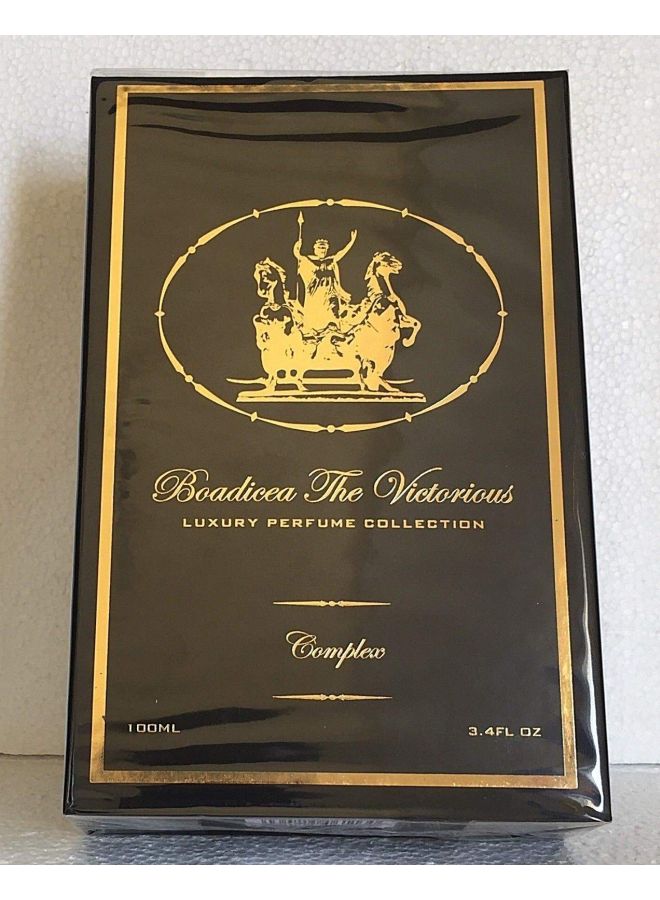 Boadicea The Victorious
LUXURY PERFUME COLLECTION
Complex
100ML
3.4FL OZ